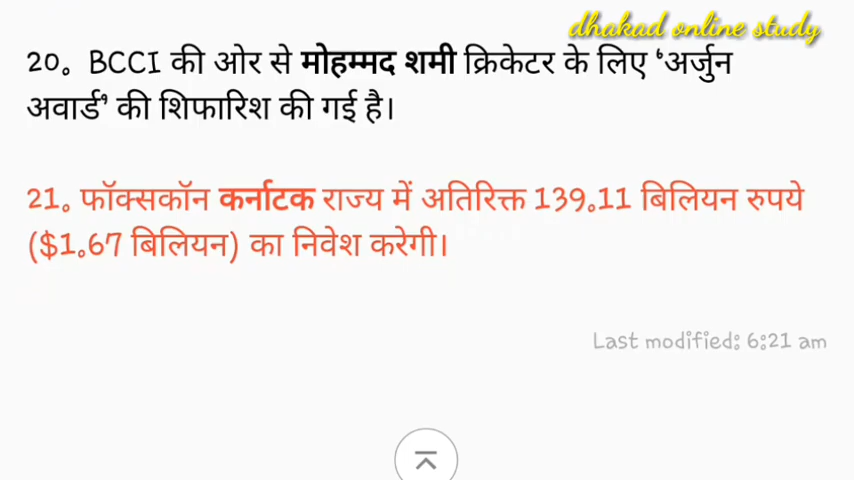 dhakad online study
20. BCCI की ओर से मोहम्मद शमी क्रिकेटर के लिए ‘अर्जुन
अवार्ड’ की शिफारिश की गई है।
21. फॉक्सकॉन कर्नाटक राज्य में अतिरिक्त 139.11 बिलियन रुपये
($1.67 बिलियन) का निवेश करेगी।
Last modified: 6:21 am